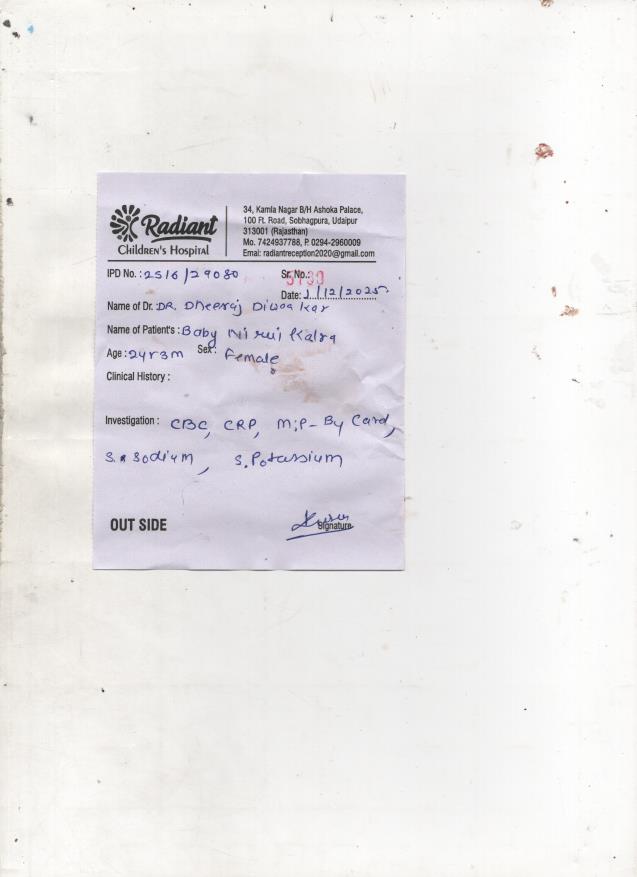 Radiant
CHILDREN'S HOSPITAL
34, Kamla Nagar B/H Ashoka Palace,
100 Ft. Road, Sobhagpura, Udaipur
313001 (Rajasthan)
Mo. 7424937788, P. 0294-2960009
Emai: radiantreception2020@gmail.com
IPD No. : 2516/29080 Sr. No.:
Date: 1/12/2025
Name of Dr. : DR. Dheeraj Diwakar
Name of Patient's : Baby Kalra
Age : 2yr3m Sex : Female
Clinical History :
Investigation : CBC, CRP, M.P- By Card,
S. Sodium, S. Potassium
OUT SIDE
Signature